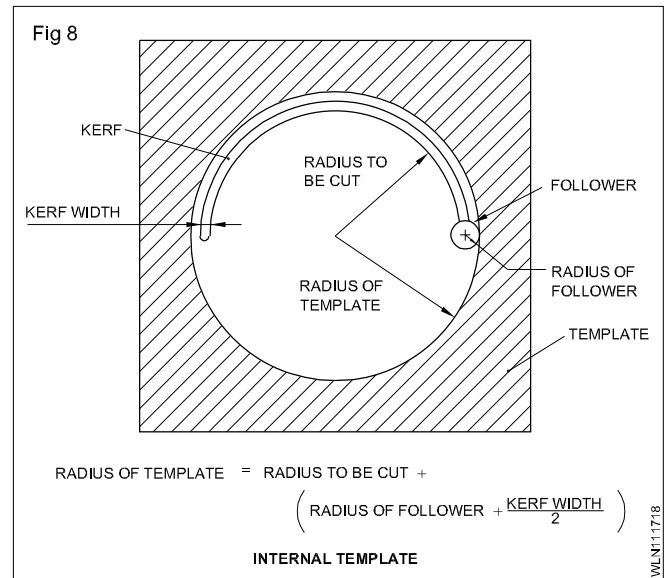 Fig 8
KERF
RADIUS TO
BE CUT
FOLLOWER
KERF WIDTH
RADIUS OF
FOLLOWER
RADIUS OF
TEMPLATE
TEMPLATE
RADIUS OF TEMPLATE = RADIUS TO BE CUT +
(RADIUS OF FOLLOWER + KERF WIDTH/2)
INTERNAL TEMPLATE
WLN111718